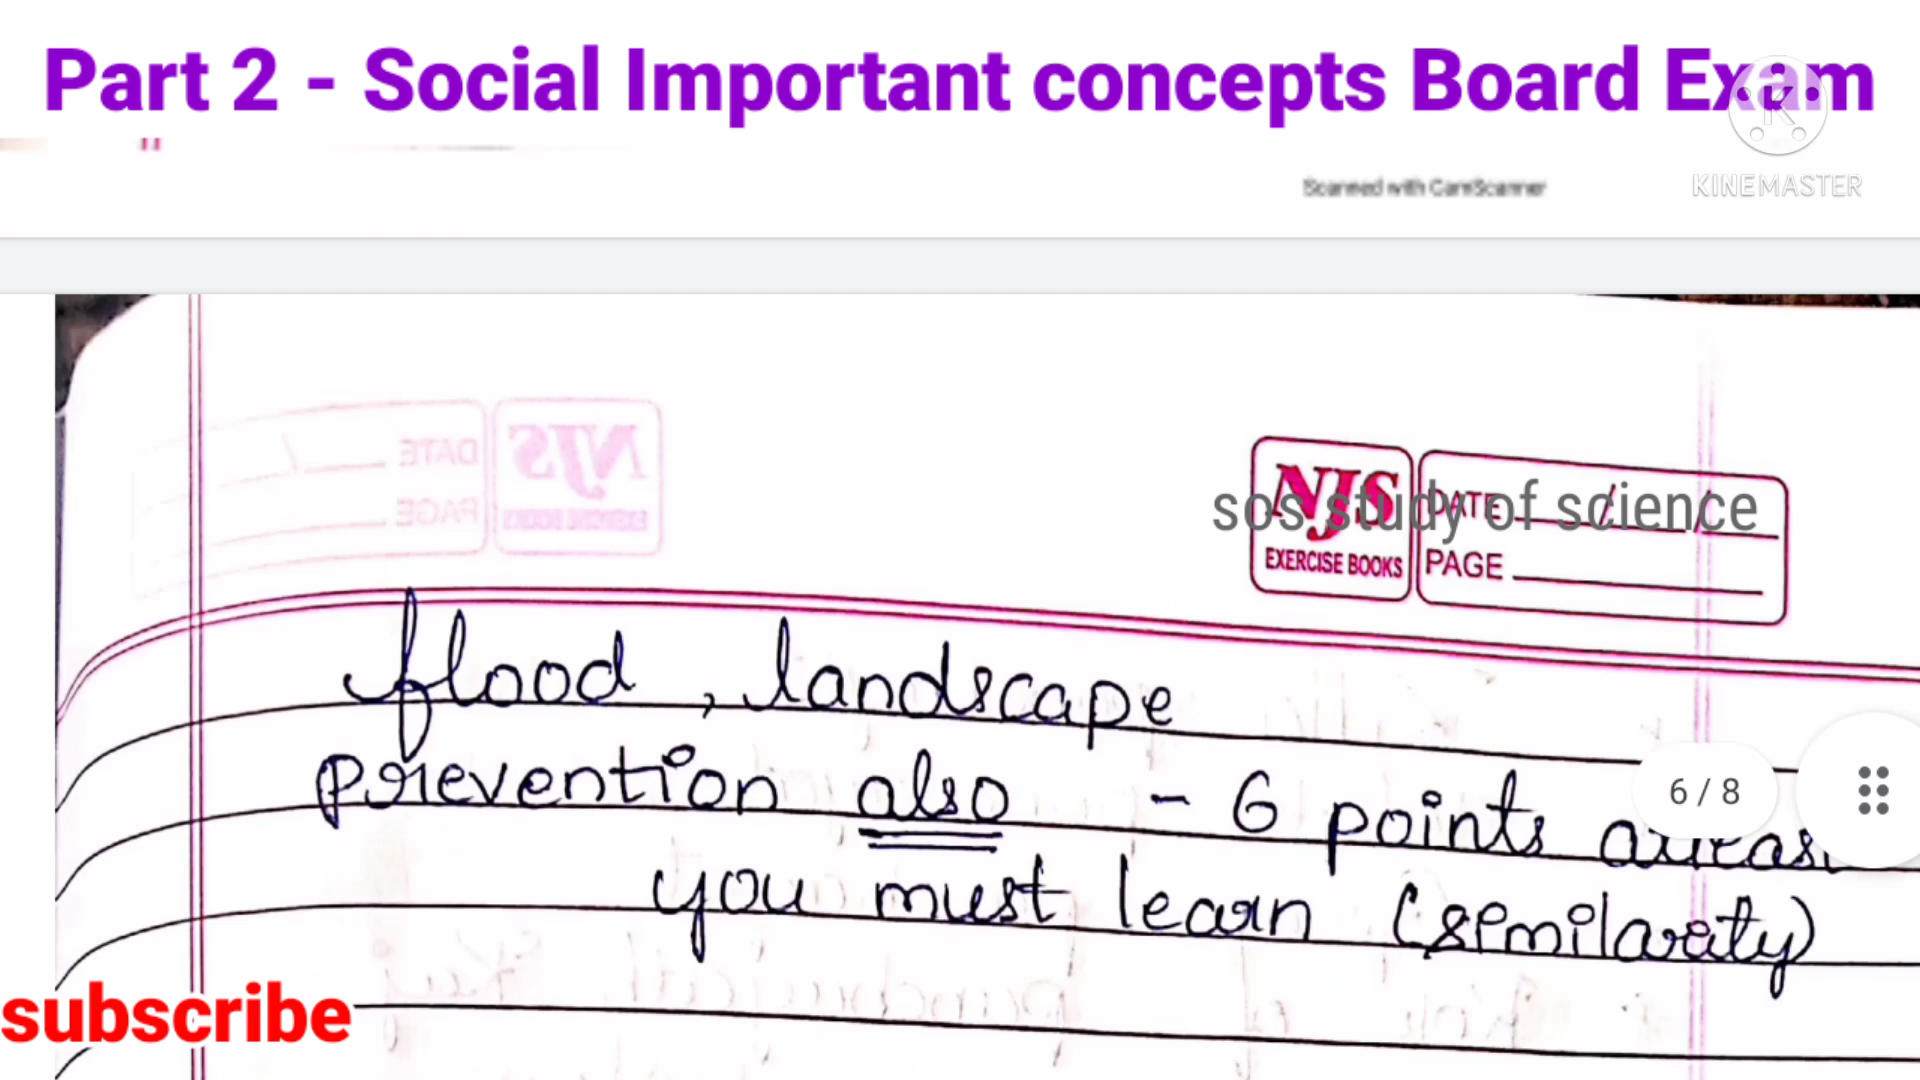 Part 2 - Social Important concepts Board Exam
KINEMASTER
Scanned with CamScanner
NJS
EXERCISE BOOKS
DATE / /
PAGE
sos study of science
flood, landscape
prevention also - 6 points
6 / 8
you must learn (similarity)
subscribe